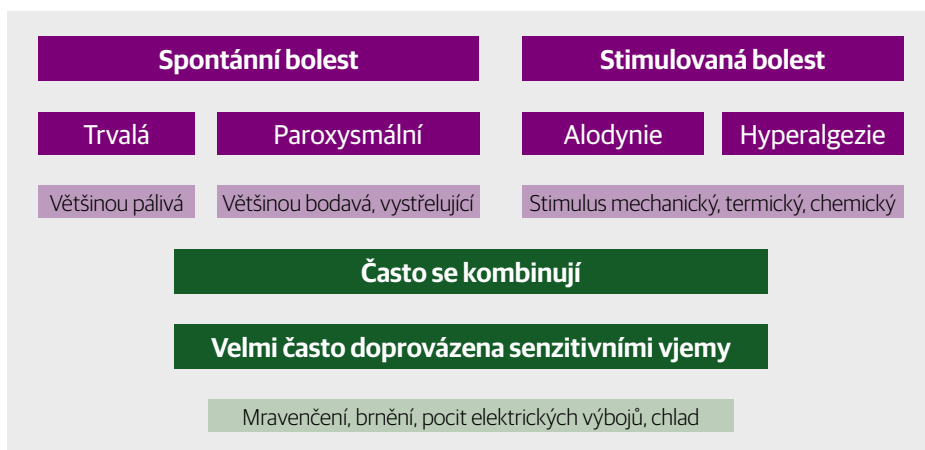 Spontánní bolest
Stimulovaná bolest
Trvalá
Paroxysmální
Alodynie
Hyperalgezie
Většinou pálivá
Většinou bodavá, vystřelující
Stimulus mechanický, termický, chemický
Často se kombinují
Velmi často doprovázena senzitivními vjemy
Mravenčení, brnění, pocit elektrických výbojů, chlad